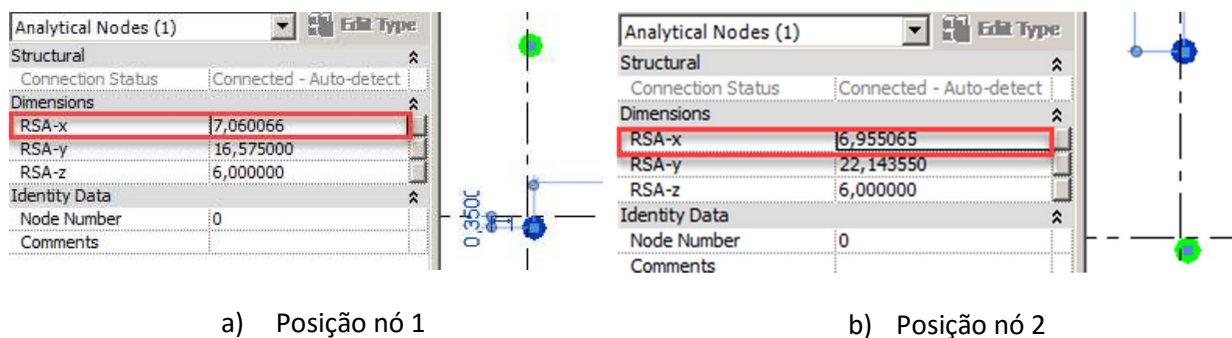 Analytical Nodes (1) Edit Type
Structural
Connection Status Connected - Auto-detect
Dimensions
RSA-x 7,060066
RSA-y 16,575000
RSA-z 6,000000
Identity Data
Node Number 0
Comments
0,3500
a) Posição nó 1
Analytical Nodes (1) Edit Type
Structural
Connection Status Connected - Auto-detect
Dimensions
RSA-x 6,955065
RSA-y 22,143550
RSA-z 6,000000
Identity Data
Node Number 0
Comments
b) Posição nó 2